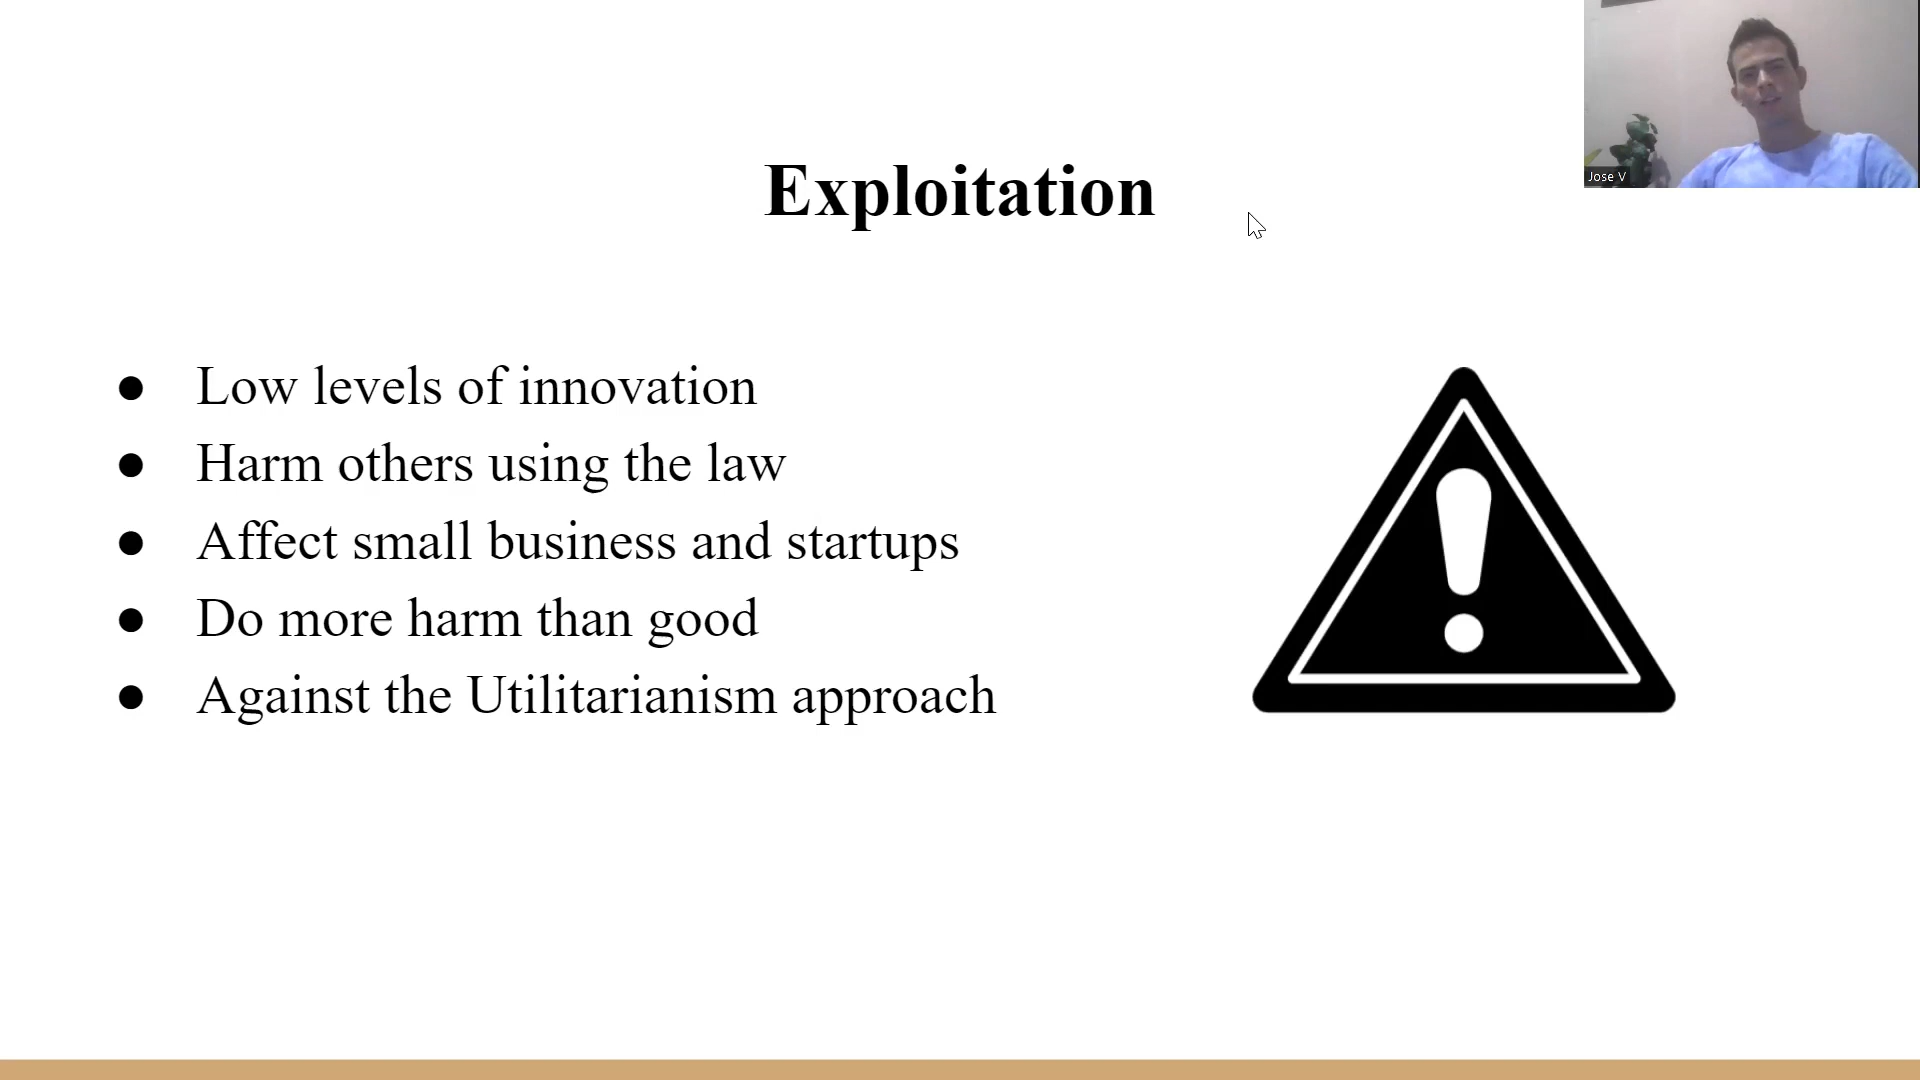 Jose V
Exploitation
● Low levels of innovation
● Harm others using the law
● Affect small business and startups
● Do more harm than good
● Against the Utilitarianism approach